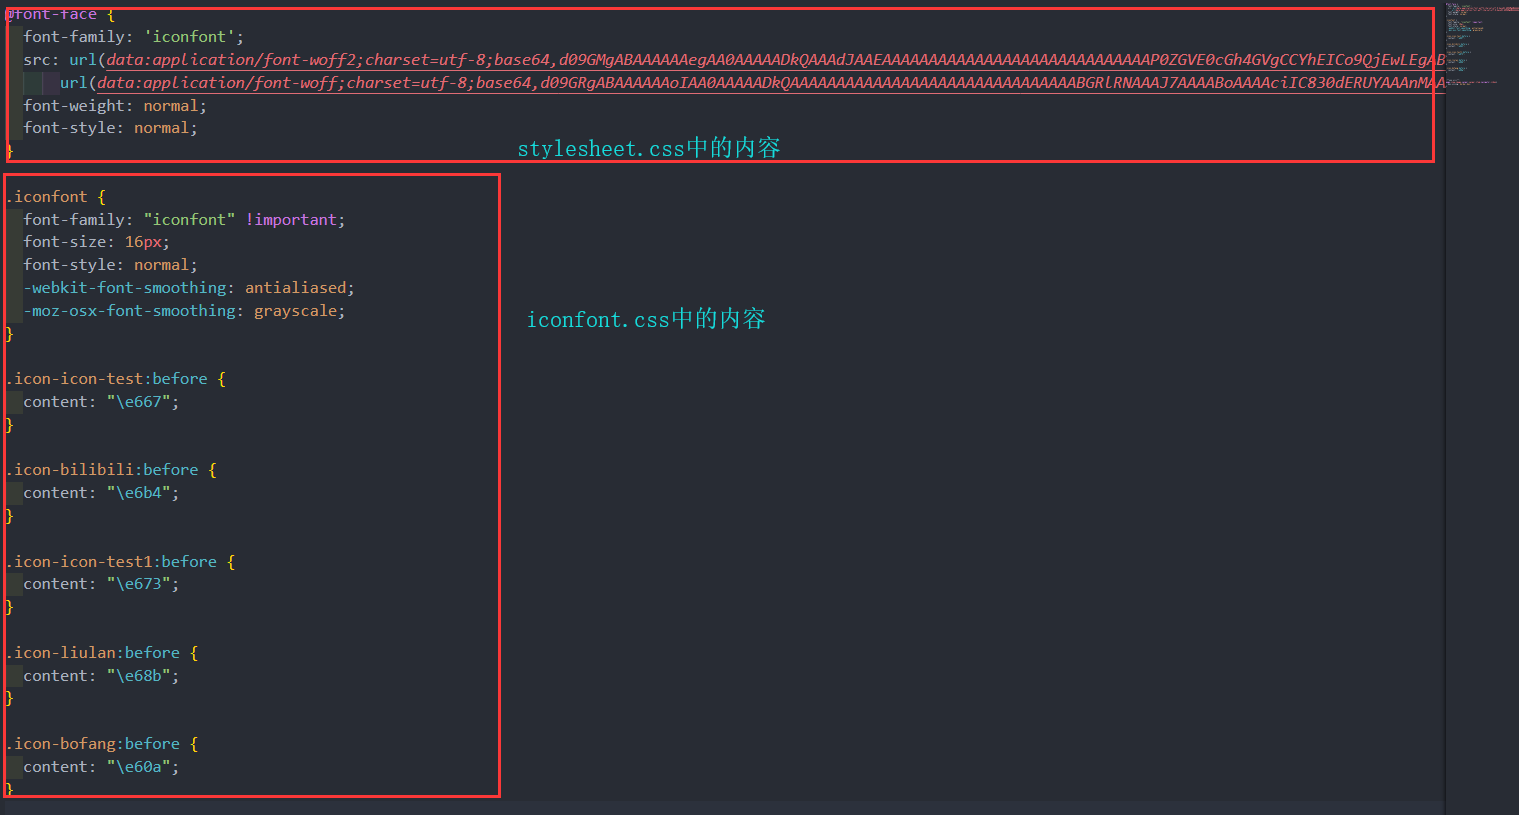 @font-face {
font-family: 'iconfont';
src: url(data:application/font-woff2;charset=utf-8;base64,d09GMgABAAAAAAegAA0AAAAADkQAAAdJAAEAAAAAAAAAAAAAAAAAAAAAAAAAAAAAP0ZGVE0cGh4GVgCCYhEICo9QjEwLEgAB
url(data:application/font-woff;charset=utf-8;base64,d09GRgABAAAAAAoIAA0AAAAADkQAAAAAAAAAAAAAAAAAAAAAAAAAAAAAAAAAAABGRlRNAAAJ7AAAABoAAAAciIC830dERUYAAAnMAA
font-weight: normal;
font-style: normal;
}
stylesheet.css中的内容
.iconfont {
font-family: "iconfont" !important;
font-size: 16px;
font-style: normal;
-webkit-font-smoothing: antialiased;
-moz-osx-font-smoothing: grayscale;
}
iconfont.css中的内容
.icon-icon-test:before {
content: "\e667";
}
.icon-bilibili:before {
content: "\e6b4";
}
.icon-icon-test1:before {
content: "\e673";
}
.icon-liulan:before {
content: "\e68b";
}
.icon-bofang:before {
content: "\e60a";
}